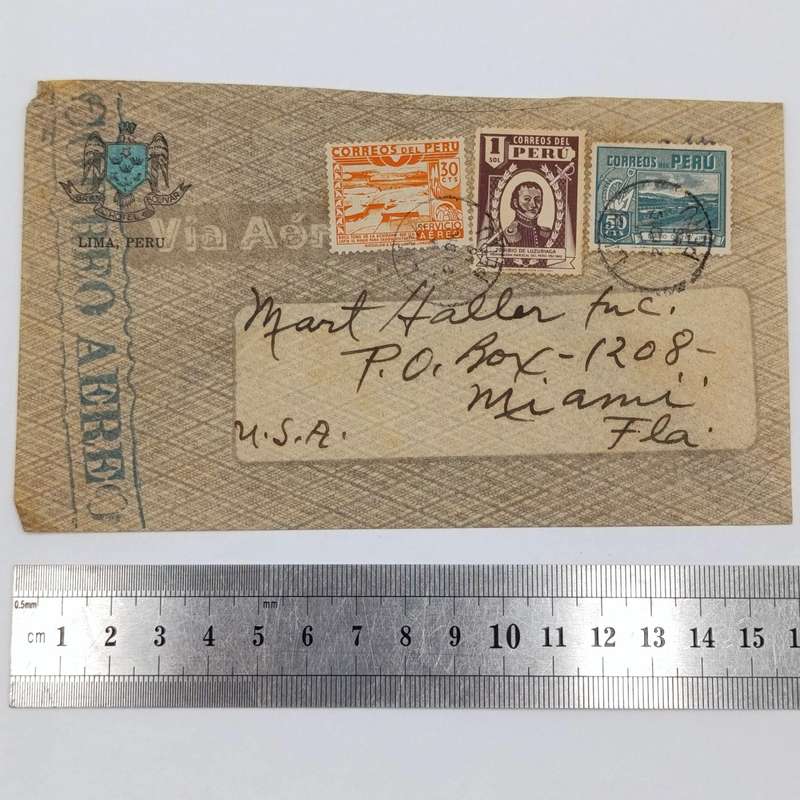 GRAN HOTEL BOLIVAR
LIMA, PERU
Via Aér
CORREO AEREO
CORREOS DEL PERU
30
CTS
SERVICIO
AEREO
1
SOL
CORREOS DEL
PERU
TORIBIO DE LUZURIAGA
CORREOS DEL PERÚ
50
Mart Haller Inc.
P.O. Box-1208-
Miami,
Fla.
U.S.A.
0.5mm
mm
cm 1 2 3 4 5 6 7 8 9 10 11 12 13 14 15